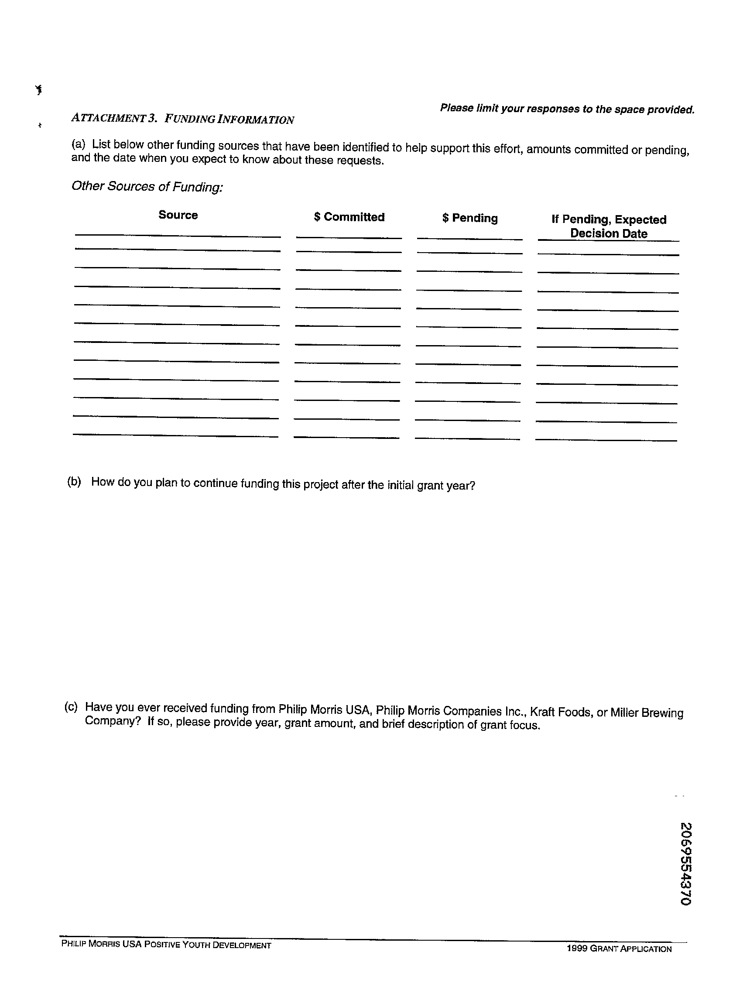 Please limit your responses to the space provided.
ATTACHMENT 3. FUNDING INFORMATION
(a) List below other funding sources that have been identified to help support this effort, amounts committed or pending,
and the date when you expect to know about these requests.
Other Sources of Funding:
Source $ Committed $ Pending If Pending, Expected
Decision Date
(b) How do you plan to continue funding this project after the initial grant year?
(c) Have you ever received funding from Philip Morris USA, Philip Morris Companies Inc., Kraft Foods, or Miller Brewing
Company? If so, please provide year, grant amount, and brief description of grant focus.
2069554370
PHILIP MORRIS USA POSITIVE YOUTH DEVELOPMENT 1999 GRANT APPLICATION